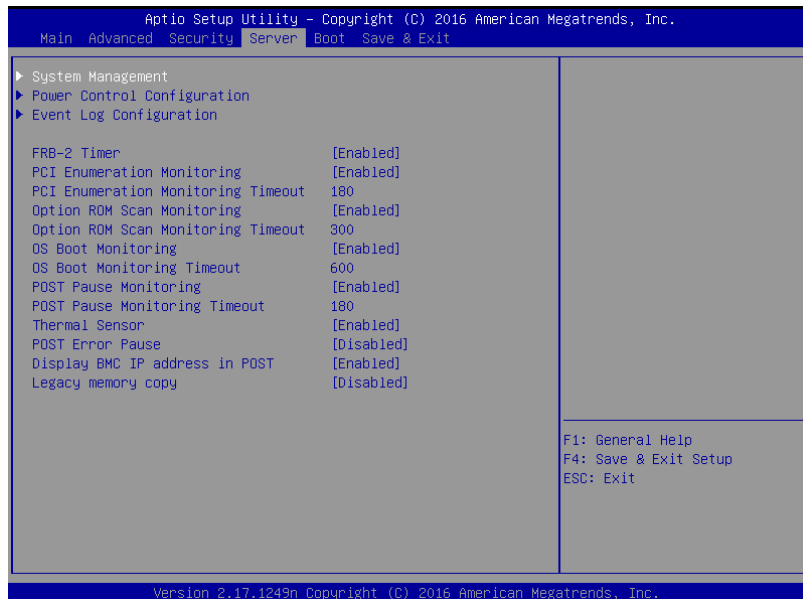 Aptio Setup Utility – Copyright (C) 2016 American Megatrends, Inc.
Main Advanced Security Server Boot Save & Exit
System Management
Power Control Configuration
Event Log Configuration
FRB-2 Timer [Enabled]
PCI Enumeration Monitoring [Enabled]
PCI Enumeration Monitoring Timeout 180
Option ROM Scan Monitoring [Enabled]
Option ROM Scan Monitoring Timeout 300
OS Boot Monitoring [Enabled]
OS Boot Monitoring Timeout 600
POST Pause Monitoring [Enabled]
POST Pause Monitoring Timeout 180
Thermal Sensor [Enabled]
POST Error Pause [Disabled]
Display BMC IP address in POST [Enabled]
Legacy memory copy [Disabled]
F1: General Help
F4: Save & Exit Setup
ESC: Exit
Version 2.17.1249n Copyright (C) 2016 American Megatrends, Inc.